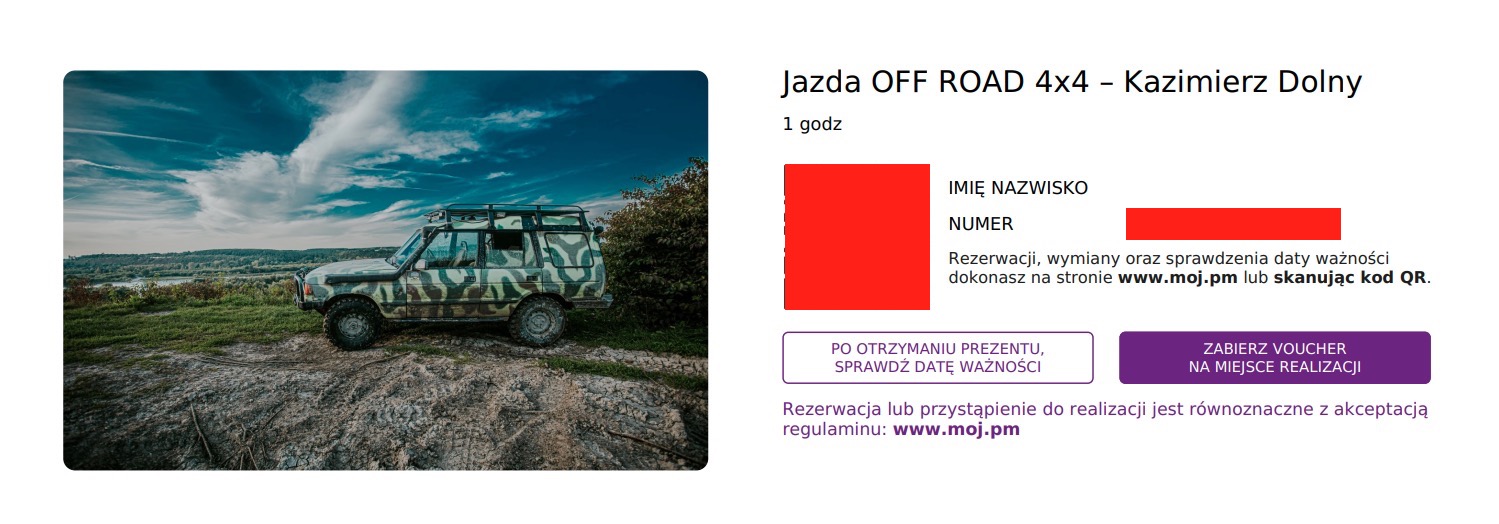 Jazda OFF ROAD 4x4 – Kazimierz Dolny
1 godz
IMIĘ NAZWISKO
NUMER
Rezerwacji, wymiany oraz sprawdzenia daty ważności
dokonasz na stronie www.moj.pm lub skanując kod QR.
PO OTRZYMANIU PREZENTU,
SPRAWDŹ DATĘ WAŻNOŚCI
ZABIERZ VOUCHER
NA MIEJSCE REALIZACJI
Rezerwacja lub przystąpienie do realizacji jest równoznaczne z akceptacją
regulaminu: www.moj.pm